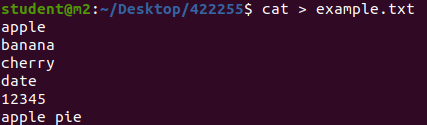 student@m2:~/Desktop/422255$ cat > example.txt
apple
banana
cherry
date
12345
apple pie